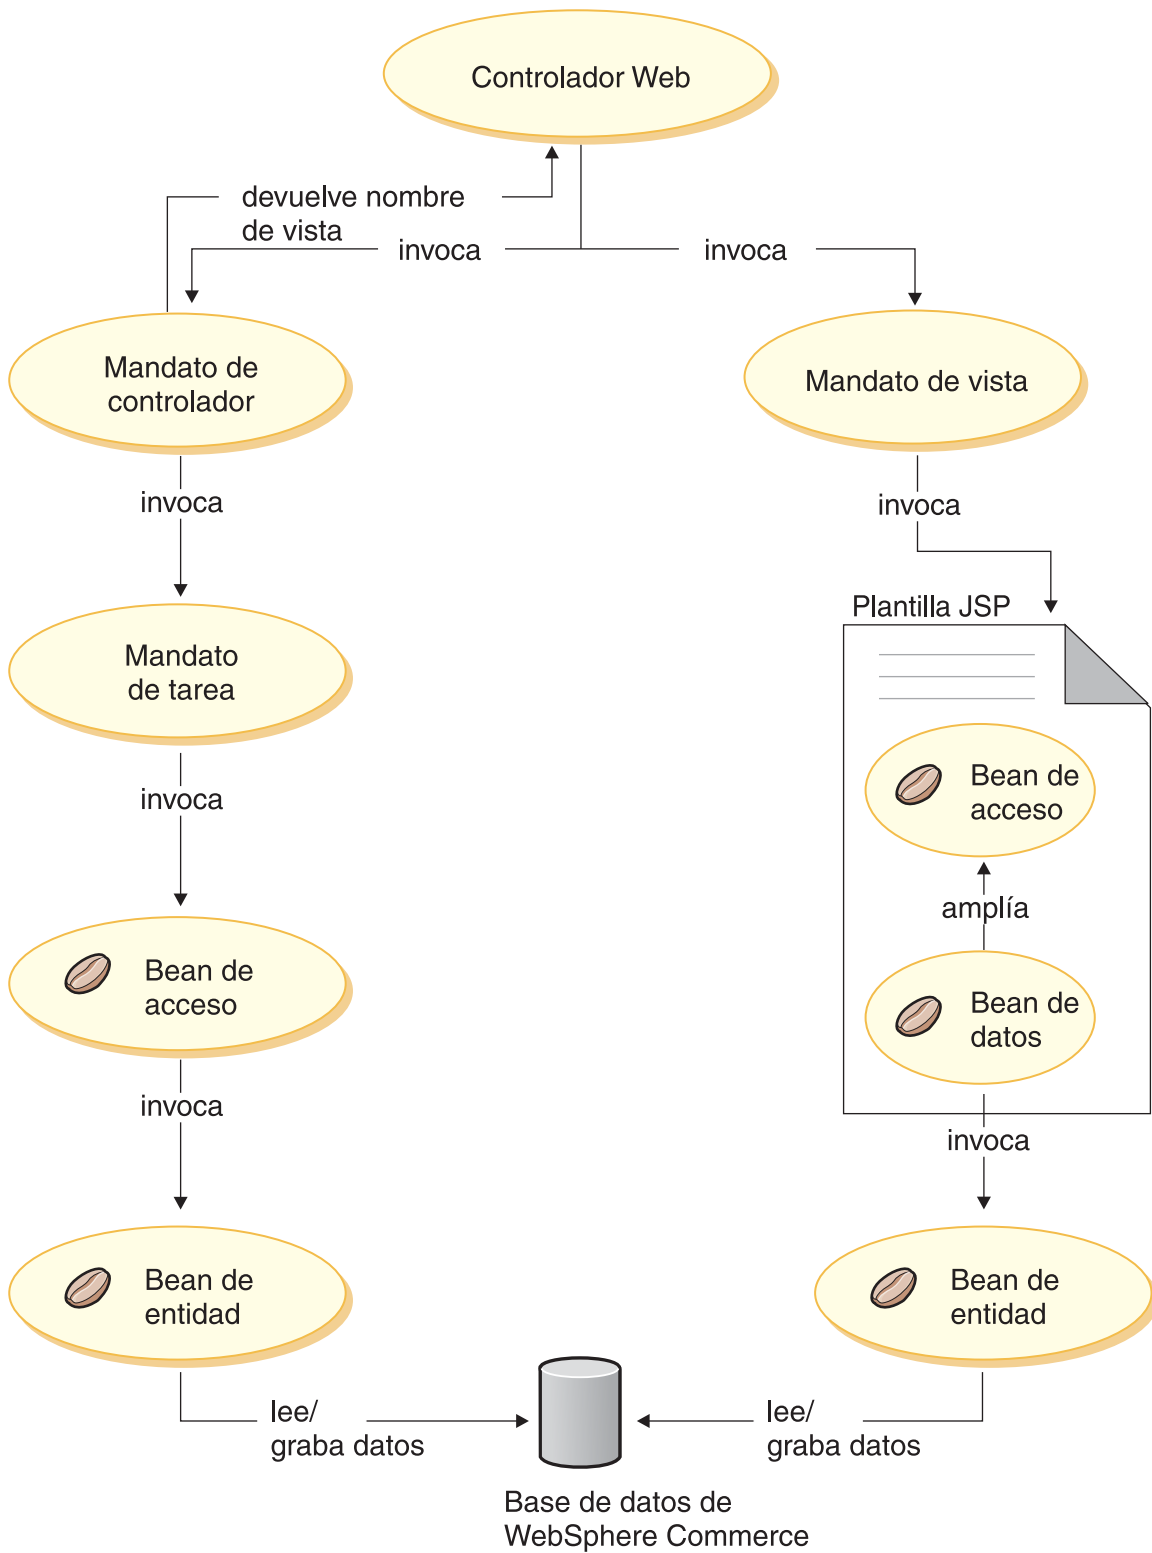 Controlador Web
devuelve nombre
de vista
invoca
invoca
Mandato de
controlador
Mandato de vista
invoca
invoca
Plantilla JSP
Mandato
de tarea
Bean de
acceso
invoca
amplía
Bean de
acceso
Bean de
datos
invoca
invoca
Bean de
entidad
Bean de
entidad
lee/
graba datos
lee/
graba datos
Base de datos de
WebSphere Commerce